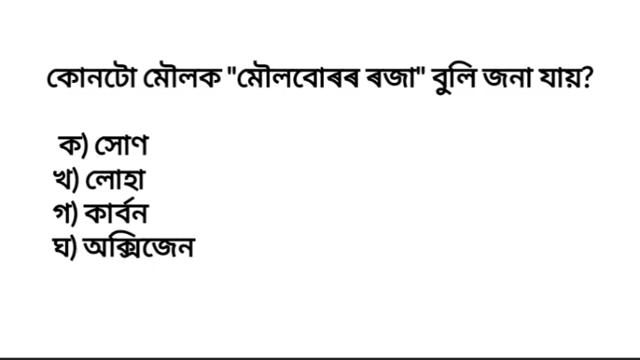 কোনটো মৌলক "মৌলবোৰৰ ৰজা" বুলি জনা যায়?
ক) সোণ
খ) লোহা
গ) কাৰ্বন
ঘ) অক্সিজেন